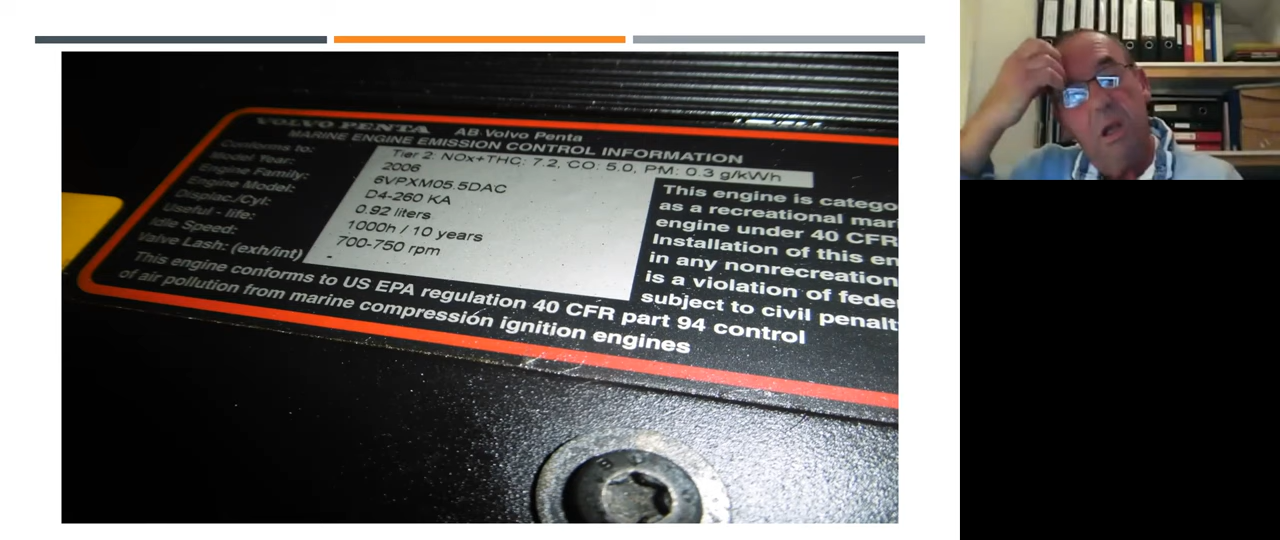 VOLVO PENTA AB Volvo Penta
MARINE ENGINE EMISSION CONTROL INFORMATION
Conforms to: Tier 2: NOx+THC: 7.2, CO: 5.0, PM: 0.3 g/kWh
Model Year: 2006
Engine Family: 6VPXM05.5DAC
Engine Model: D4-260 KA
Displac./Cyl: 0.92 liters
Useful - life: 1000h / 10 years
Idle Speed: 700-750 rpm
Valve Lash: (exh/int) -
This engine conforms to US EPA regulation 40 CFR part 94 control
of air pollution from marine compression ignition engines
This engine is catego
as a recreational mar
engine under 40 CFR
Installation of this en
in any nonrecreation
is a violation of fede
subject to civil penalt